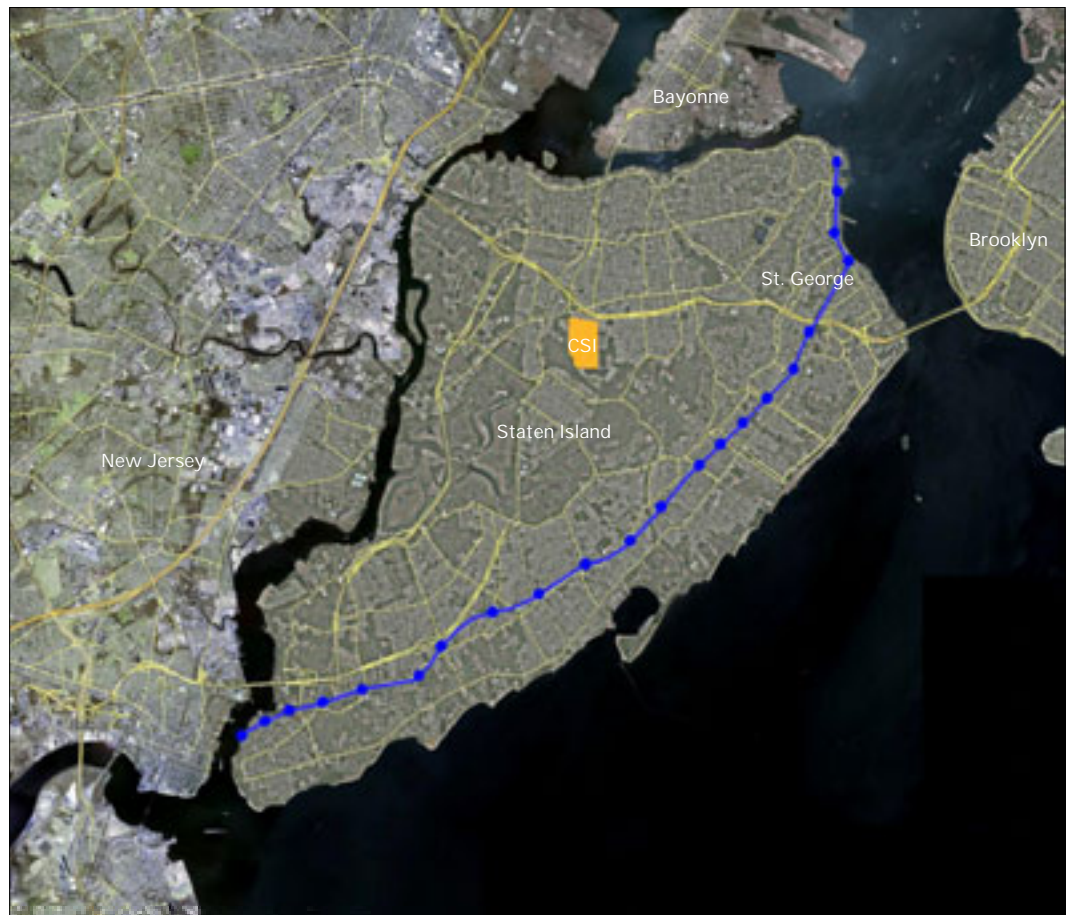 Bayonne
Brooklyn
St. George
CSI
Staten Island
New Jersey